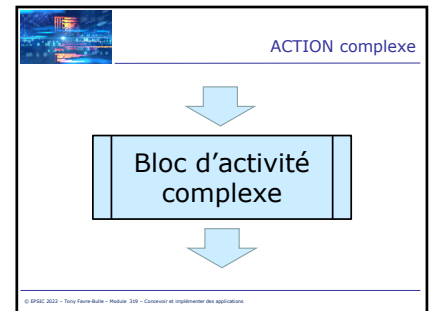 ACTION complexe
Bloc d’activité
complexe
© EPSIC 2022 – Tony Favre-Bulle – Module 319 – Concevoir et implémenter des applications